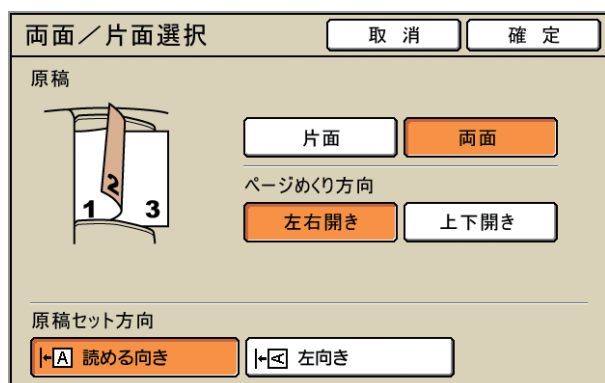 両面／片面選択 取 消 確 定
原稿
片面 両面
ページめくり方向
1 2 3
左右開き 上下開き
原稿セット方向
A 読める向き A 左向き